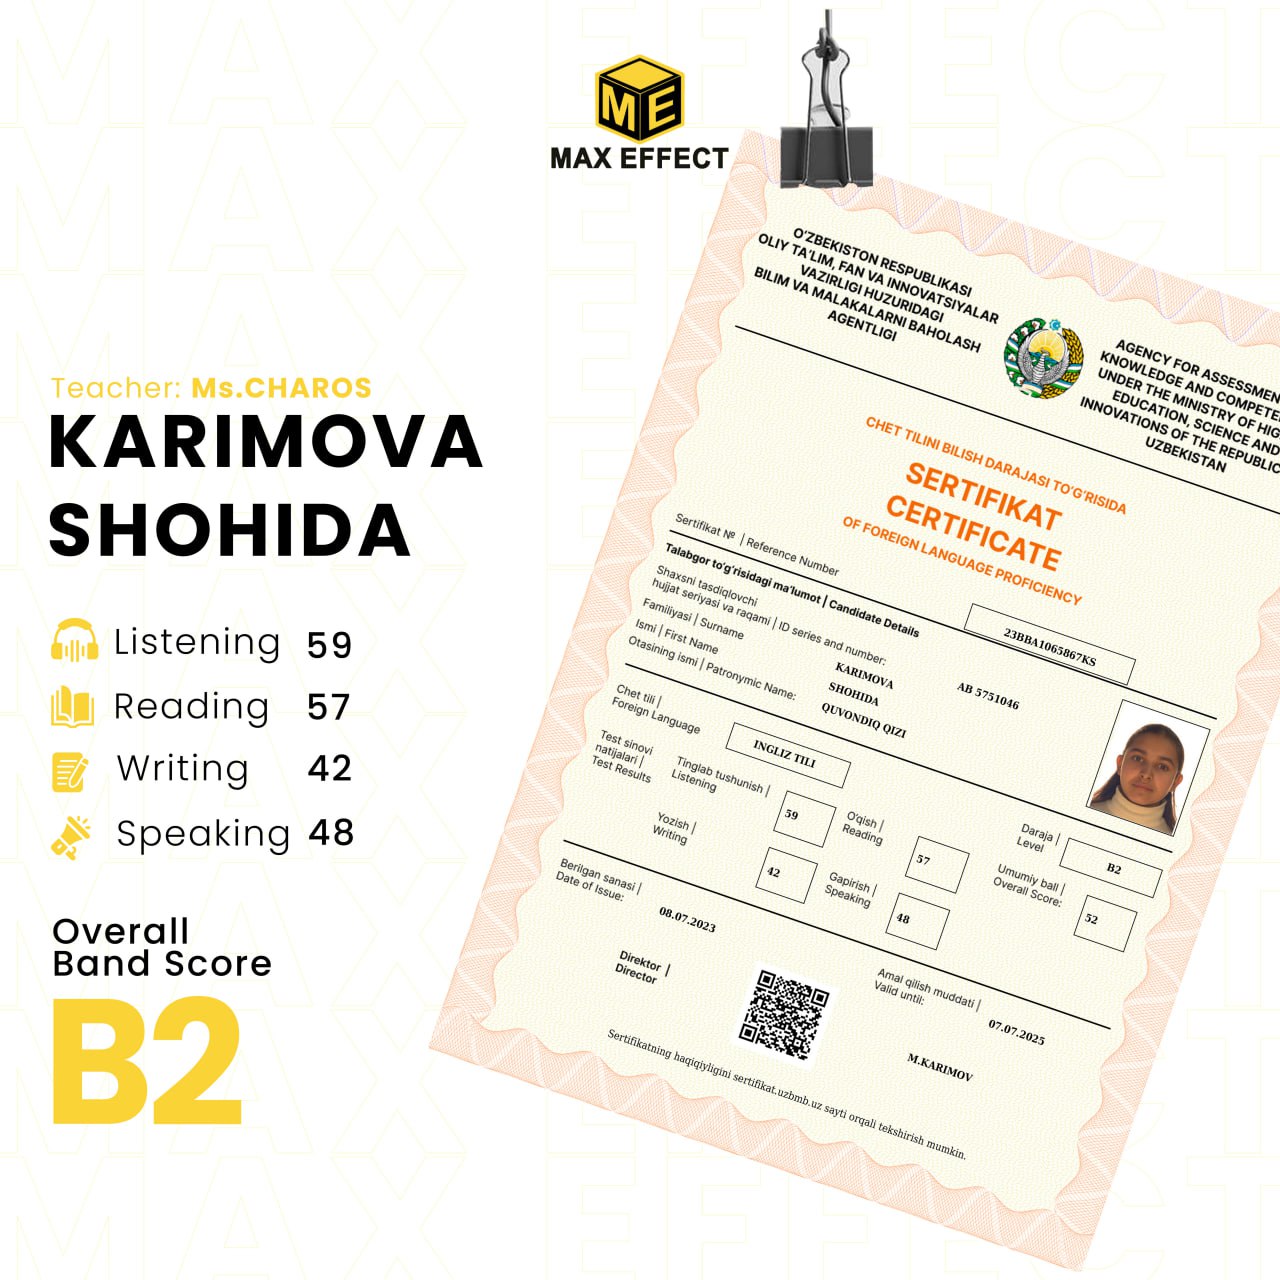 ME
MAX EFFECT
Teacher: Ms.CHAROS
KARIMOVA
SHOHIDA
Listening 59
Reading 57
Writing 42
Speaking 48
Overall
Band Score
B2
O'ZBEKISTON RESPUBLIKASI
OLIY TA'LIM, FAN VA INNOVATSIYALAR
VAZIRLIGI HUZURIDAGI
BILIM VA MALAKALARNI BAHOLASH
AGENTLIGI
AGENCY FOR ASSESSMEN
KNOWLEDGE AND COMPETE
UNDER THE MINISTRY OF HIG
EDUCATION, SCIENCE AND
INNOVATIONS OF THE REPUBLIC
UZBEKISTAN
CHET TILINI BILISH DARAJASI TO'G'RISIDA
SERTIFIKAT
CERTIFICATE
OF FOREIGN LANGUAGE PROFICIENCY
Sertifikat № | Reference Number
23BBA1065867KS
Talabgor to'g'risidagi ma'lumot | Candidate Details
Shaxsni tasdiqlovchi
hujjat seriyasi va raqami | ID series and number:
AB 5751046
Familiyasi | Surname
KARIMOVA
Ismi | First Name
SHOHIDA
Otasining ismi | Patronymic Name:
QUVONDIQ QIZI
Chet tili |
Foreign Language
INGLIZ TILI
Test sinovi
natijalari |
Test Results
Tinglab tushunish |
Listening
59
O'qish |
Reading
57
Daraja |
Level
B2
Yozish |
Writing
42
Gapirish |
Speaking
48
Umumiy ball |
Overall Score:
52
Berilgan sanasi |
Date of Issue:
08.07.2023
Amal qilish muddati |
Valid until:
07.07.2025
Direktor |
Director
M.KARIMOV
Sertifikatning haqiqiyligini sertifikat.uzbmb.uz sayti orqali tekshirish mumkin.